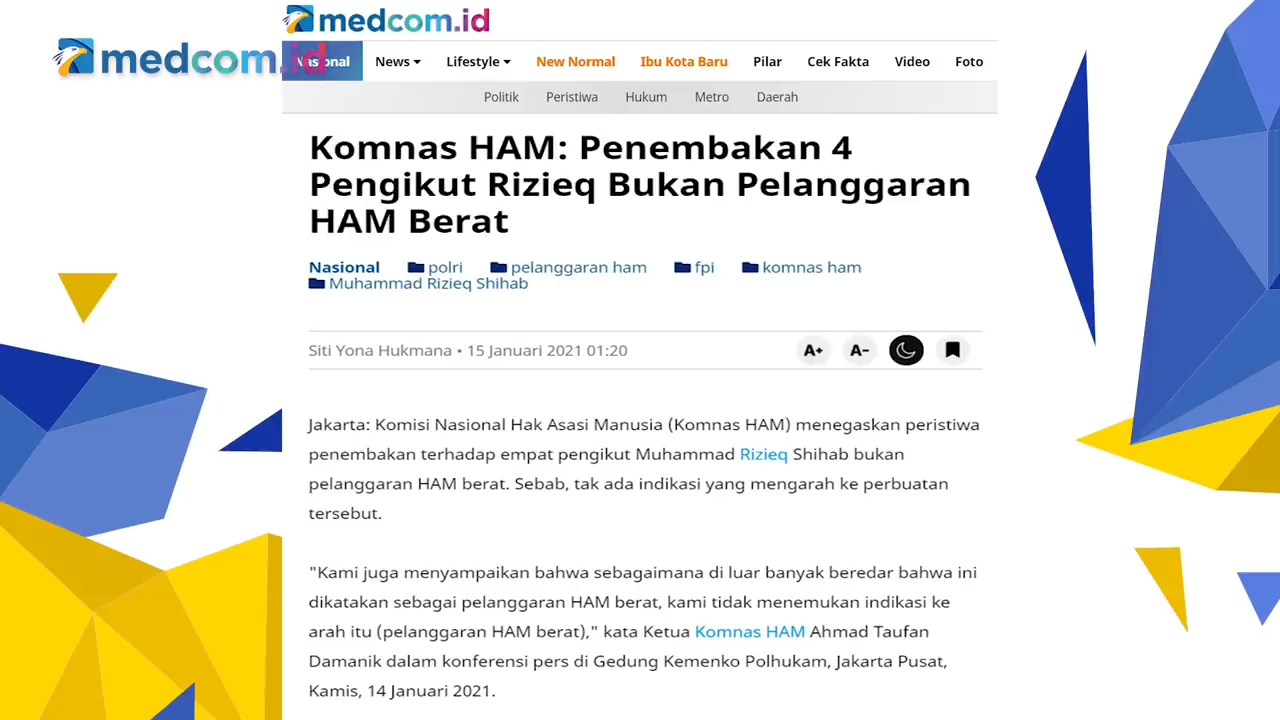 medcom.id
medcom.id
Nasional News Lifestyle New Normal Ibu Kota Baru Pilar Cek Fakta Video Foto
Politik Peristiwa Hukum Metro Daerah
Komnas HAM: Penembakan 4
Pengikut Rizieq Bukan Pelanggaran
HAM Berat
Nasional polri pelanggaran ham fpi komnas ham
Muhammad Rizieq Shihab
Siti Yona Hukmana • 15 Januari 2021 01:20 A+ A-
Jakarta: Komisi Nasional Hak Asasi Manusia (Komnas HAM) menegaskan peristiwa
penembakan terhadap empat pengikut Muhammad Rizieq Shihab bukan
pelanggaran HAM berat. Sebab, tak ada indikasi yang mengarah ke perbuatan
tersebut.
"Kami juga menyampaikan bahwa sebagaimana di luar banyak beredar bahwa ini
dikatakan sebagai pelanggaran HAM berat, kami tidak menemukan indikasi ke
arah itu (pelanggaran HAM berat)," kata Ketua Komnas HAM Ahmad Taufan
Damanik dalam konferensi pers di Gedung Kemenko Polhukam, Jakarta Pusat,
Kamis, 14 Januari 2021.